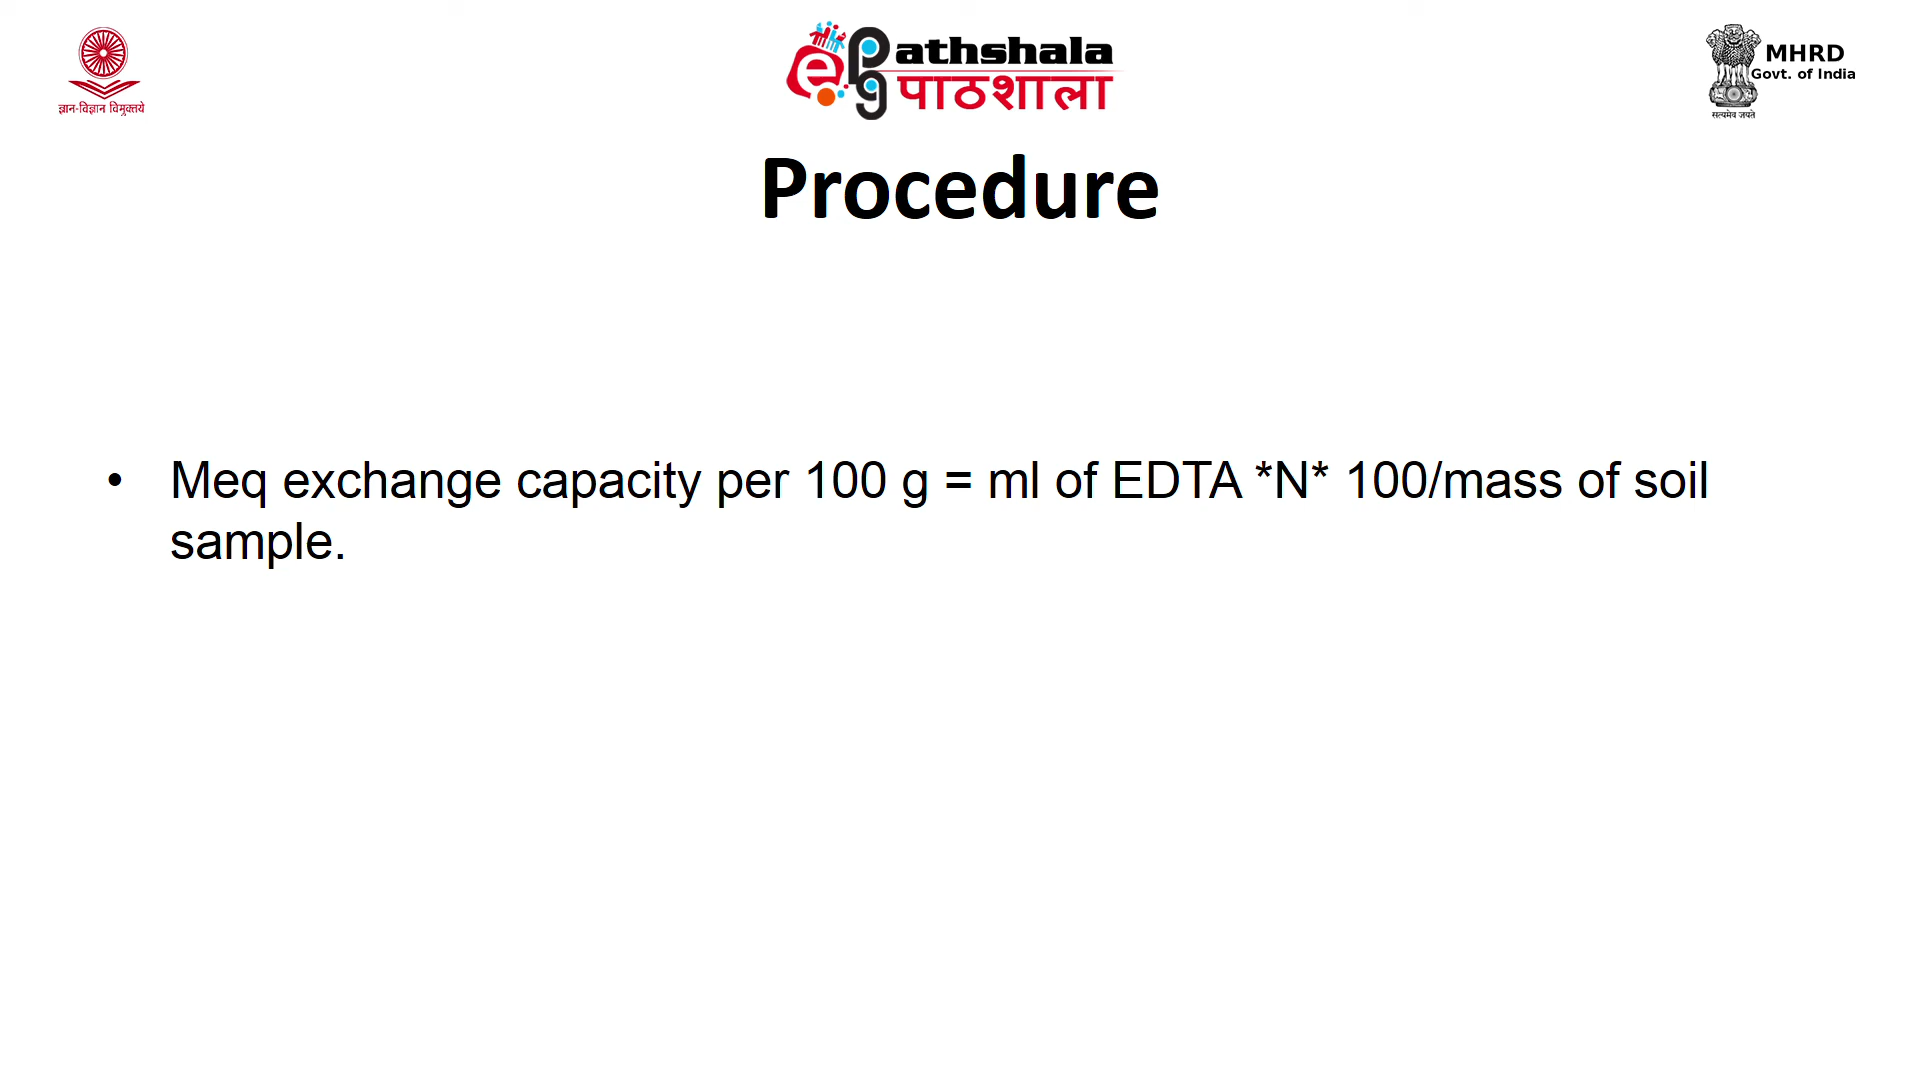 ज्ञान-विज्ञान विमुक्तये
ePg athshala
पाठशाला
MHRD
Govt. of India
सत्यमेव जयते
Procedure
• Meq exchange capacity per 100 g = ml of EDTA *N* 100/mass of soil
sample.